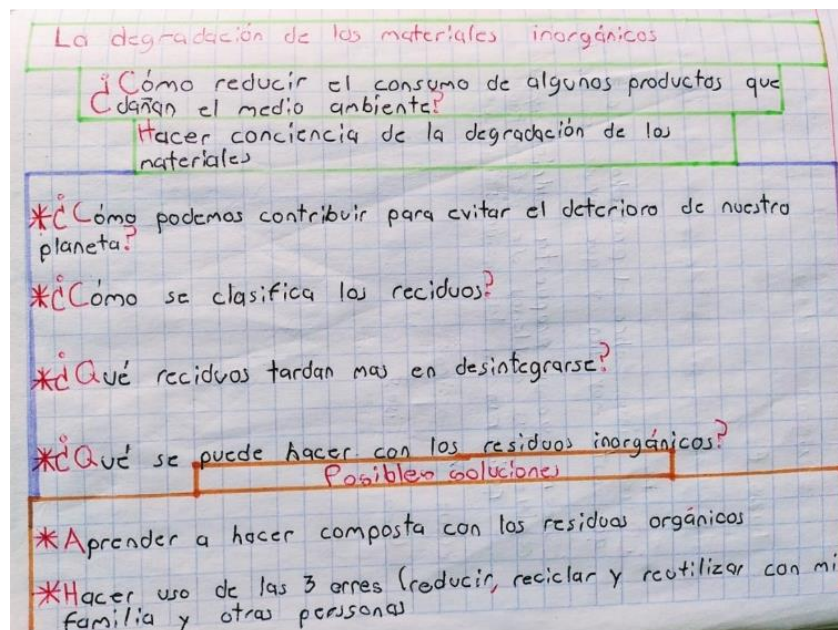 La degradación de los materiales inorgánicos
¿Cómo reducir el consumo de algunos productos que
dañan el medio ambiente?
Hacer conciencia de la degradación de los
materiales
*¿Cómo podemos contribuir para evitar el deterioro de nuestro
planeta?
*¿Cómo se clasifica los reciduos?
*¿Qué reciduos tardan mas en desintegrarse?
*¿Qué se puede hacer con los residuos inorgánicos?
Posibles soluciones
*Aprender a hacer composta con los residuos orgánicos
*Hacer uso de las 3 erres (reducir, reciclar y reutilizar con mi
familia y otras personas